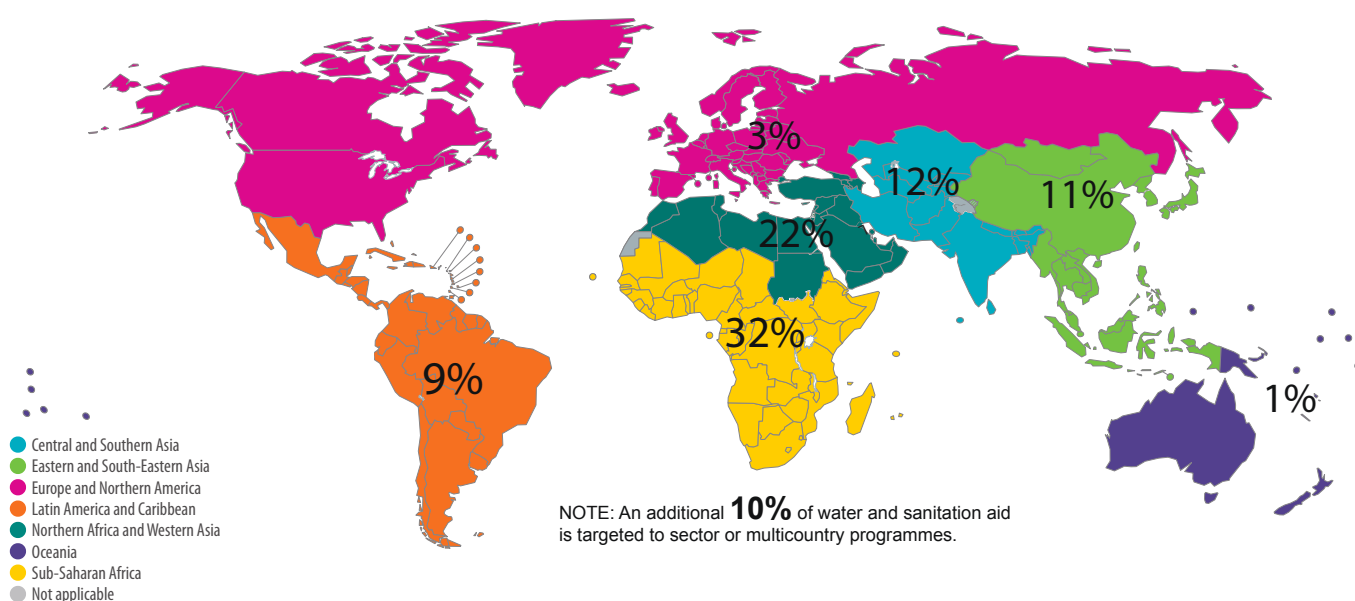 3%
12%
11%
22%
32%
9%
1%
Central and Southern Asia
Eastern and South-Eastern Asia
Europe and Northern America
Latin America and Caribbean
Northern Africa and Western Asia
Oceania
Sub-Saharan Africa
Not applicable
NOTE: An additional 10% of water and sanitation aid
is targeted to sector or multicountry programmes.